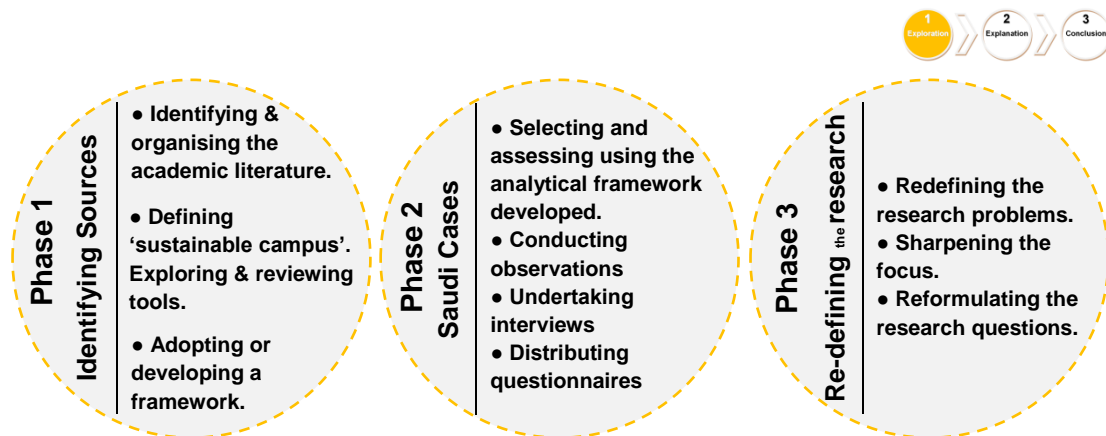 1
Exploration
2
Explanation
3
Conclusion
Phase 1
Identifying Sources
● Identifying &
organising the
academic literature.
● Defining
‘sustainable campus’.
Exploring & reviewing
tools.
● Adopting or
developing a
framework.
Phase 2
Saudi Cases
● Selecting and
assessing using the
analytical framework
developed.
● Conducting
observations
● Undertaking
interviews
● Distributing
questionnaires
Phase 3
Re-defining the research
● Redefining the
research problems.
● Sharpening the
focus.
● Reformulating the
research questions.